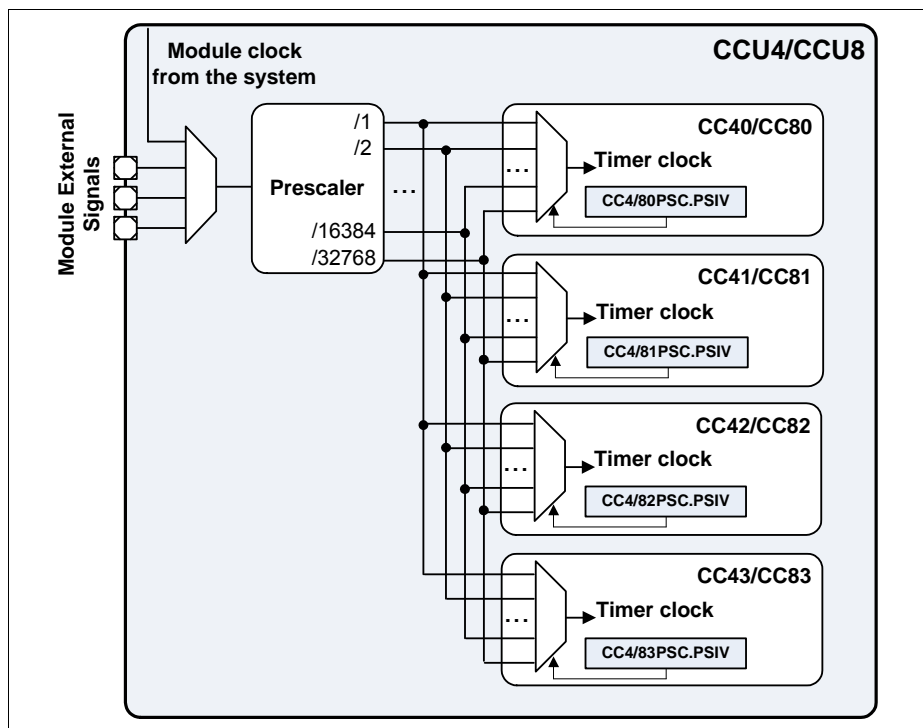 CCU4/CCU8
Module clock
from the system
Module External
Signals
Prescaler
/1
/2
...
/16384
/32768
CC40/CC80
...
Timer clock
CC4/80PSC.PSIV
CC41/CC81
...
Timer clock
CC4/81PSC.PSIV
CC42/CC82
...
Timer clock
CC4/82PSC.PSIV
CC43/CC83
...
Timer clock
CC4/83PSC.PSIV